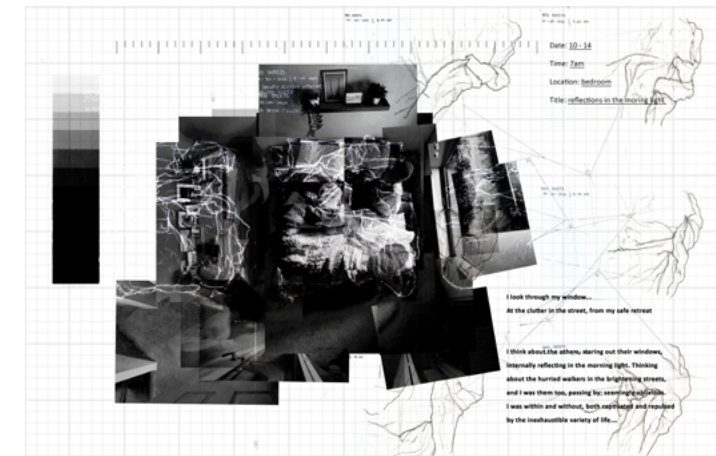 Date: 10 - 14
Time: 7am
Location: bedroom
Title: reflections in the moring light
I look through my window...
At the clutter in the street, from my safe retreat
I think about the others, staring out their windows,
internally reflecting in the morning light. Thinking
about the hurried walkers in the brightening streets,
and I was them too, passing by; seemingly oblivious.
I was within and without, both captivated and repulsed
by the inexhaustible variety of life....